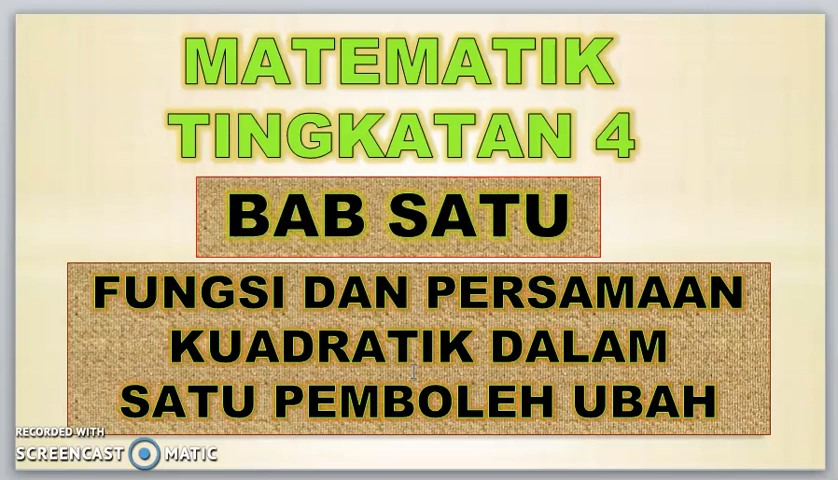 MATEMATIK
TINGKATAN 4
BAB SATU
FUNGSI DAN PERSAMAAN
KUADRATIK DALAM
SATU PEMBOLEH UBAH
RECORDED WITH
SCREENCAST MATIC